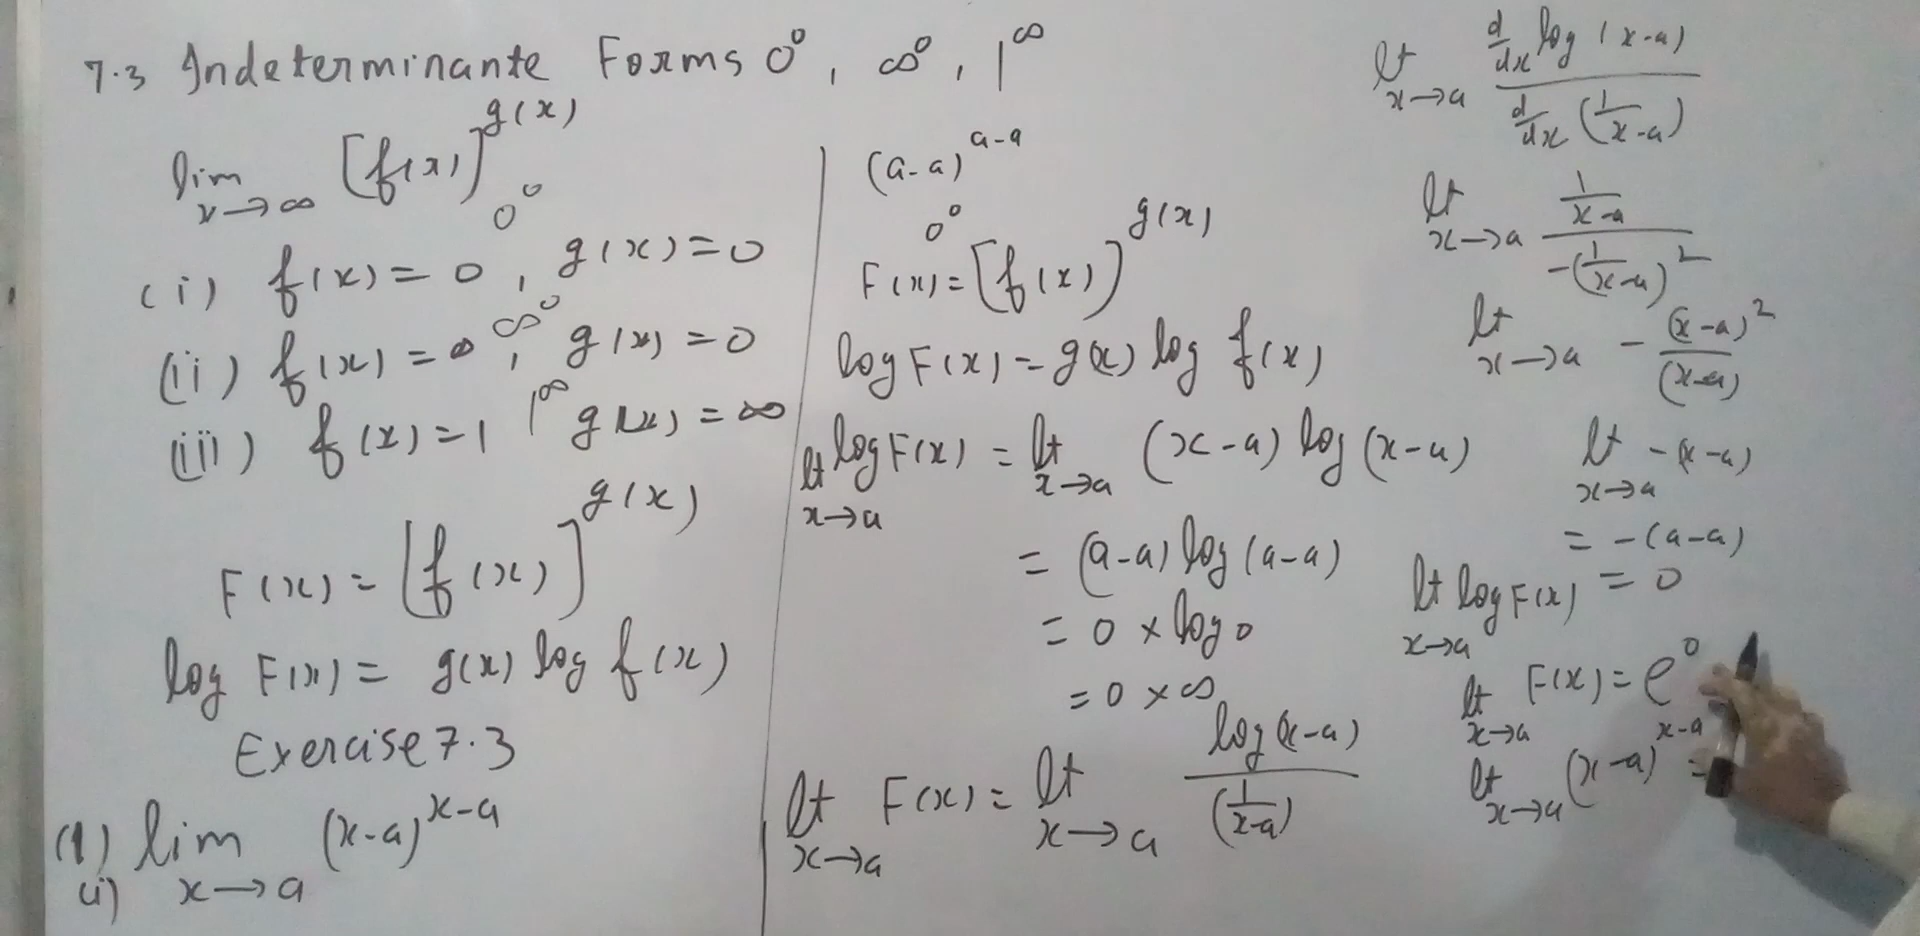 7.3 Indeterminante Forms 0⁰, ∞⁰, 1^∞
lim x→∞ [f(x)]^g(x)
0⁰
(i) f(x) = 0, g(x) = 0
∞⁰
(ii) f(x) = ∞, g(x) = 0
(iii) f(x) = 1 1^∞ g(x) = ∞
F(x) = [f(x)]^g(x)
log F(x) = g(x) log f(x)
Exercise 7.3
(1) lim x→a (x-a)^x-a
(i)
(a-a)^a-a
0⁰
F(x) = [f(x)]^g(x)
log F(x) = g(x) log f(x)
lt x→a log F(x) = lt x→a (x-a) log (x-a)
= (a-a) log (a-a)
= 0 × log 0
= 0 × ∞
lt x→a F(x) = lt x→a log (x-a) / (1/x-a)
lt x→a d/dx log (x-a) / d/dx (1/x-a)
lt x→a 1/x-a / -(1/x-a)²
lt x→a - (x-a)² / (x-a)
lt x→a -(x-a)
= -(a-a)
lt x→a log F(x) = 0
lt x→a F(x) = e⁰
lt x→a (x-a)^x-a =